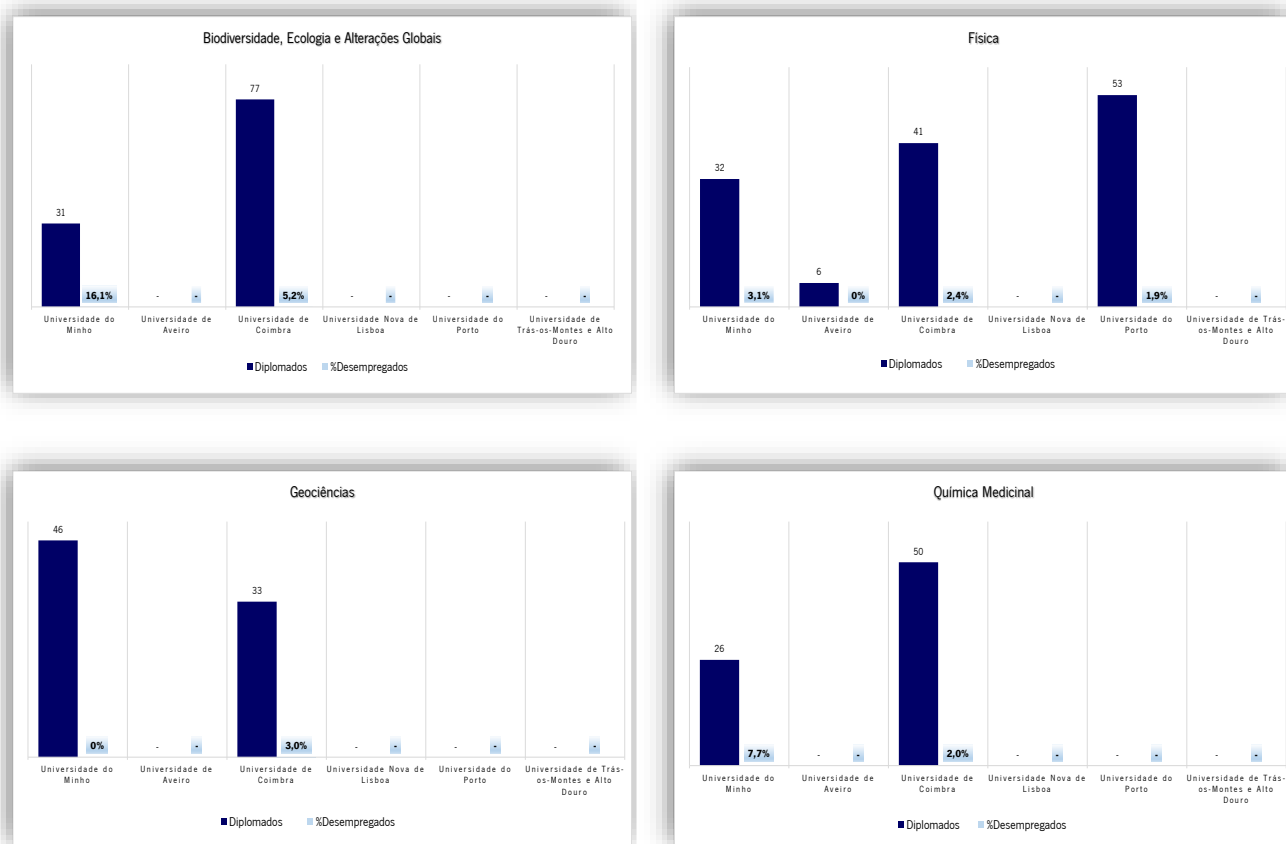 Biodiversidade, Ecologia e Alterações Globais
77
31
16,1% - - 5,2% - - - - - -
Universidade do Minho
Universidade de Aveiro
Universidade de Coimbra
Universidade Nova de Lisboa
Universidade do Porto
Universidade de Trás-os-Montes e Alto Douro
Diplomados %Desempregados
Física
53
41
32
6
3,1% 0% 2,4% - - 1,9% - -
Universidade do Minho
Universidade de Aveiro
Universidade de Coimbra
Universidade Nova de Lisboa
Universidade do Porto
Universidade de Trás-os-Montes e Alto Douro
Diplomados %Desempregados
Geociências
46
33
0% - - 3,0% - - - - - -
Universidade do Minho
Universidade de Aveiro
Universidade de Coimbra
Universidade Nova de Lisboa
Universidade do Porto
Universidade de Trás-os-Montes e Alto Douro
Diplomados %Desempregados
Química Medicinal
50
26
7,7% - - 2,0% - - - - - -
Universidade do Minho
Universidade de Aveiro
Universidade de Coimbra
Universidade Nova de Lisboa
Universidade do Porto
Universidade de Trás-os-Montes e Alto Douro
Diplomados %Desempregados